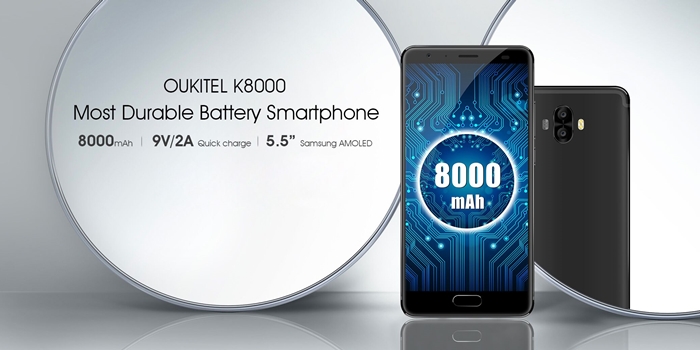 OUKITEL K8000
Most Durable Battery Smartphone
8000mAh | 9V/2A Quick charge | 5.5” Samsung AMOLED
8000
mAh